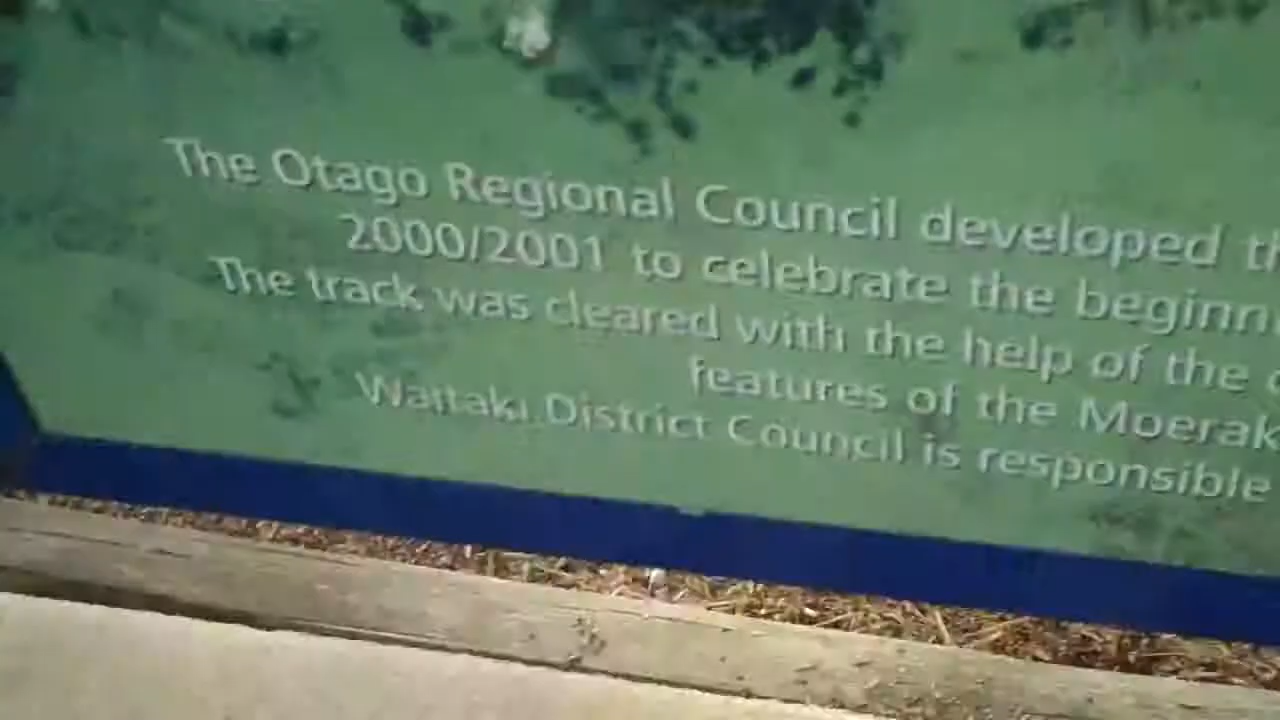 The Otago Regional Council developed th
2000/2001 to celebrate the beginni
The track was cleared with the help of the c
features of the Moerak
Waitaki District Council is responsible